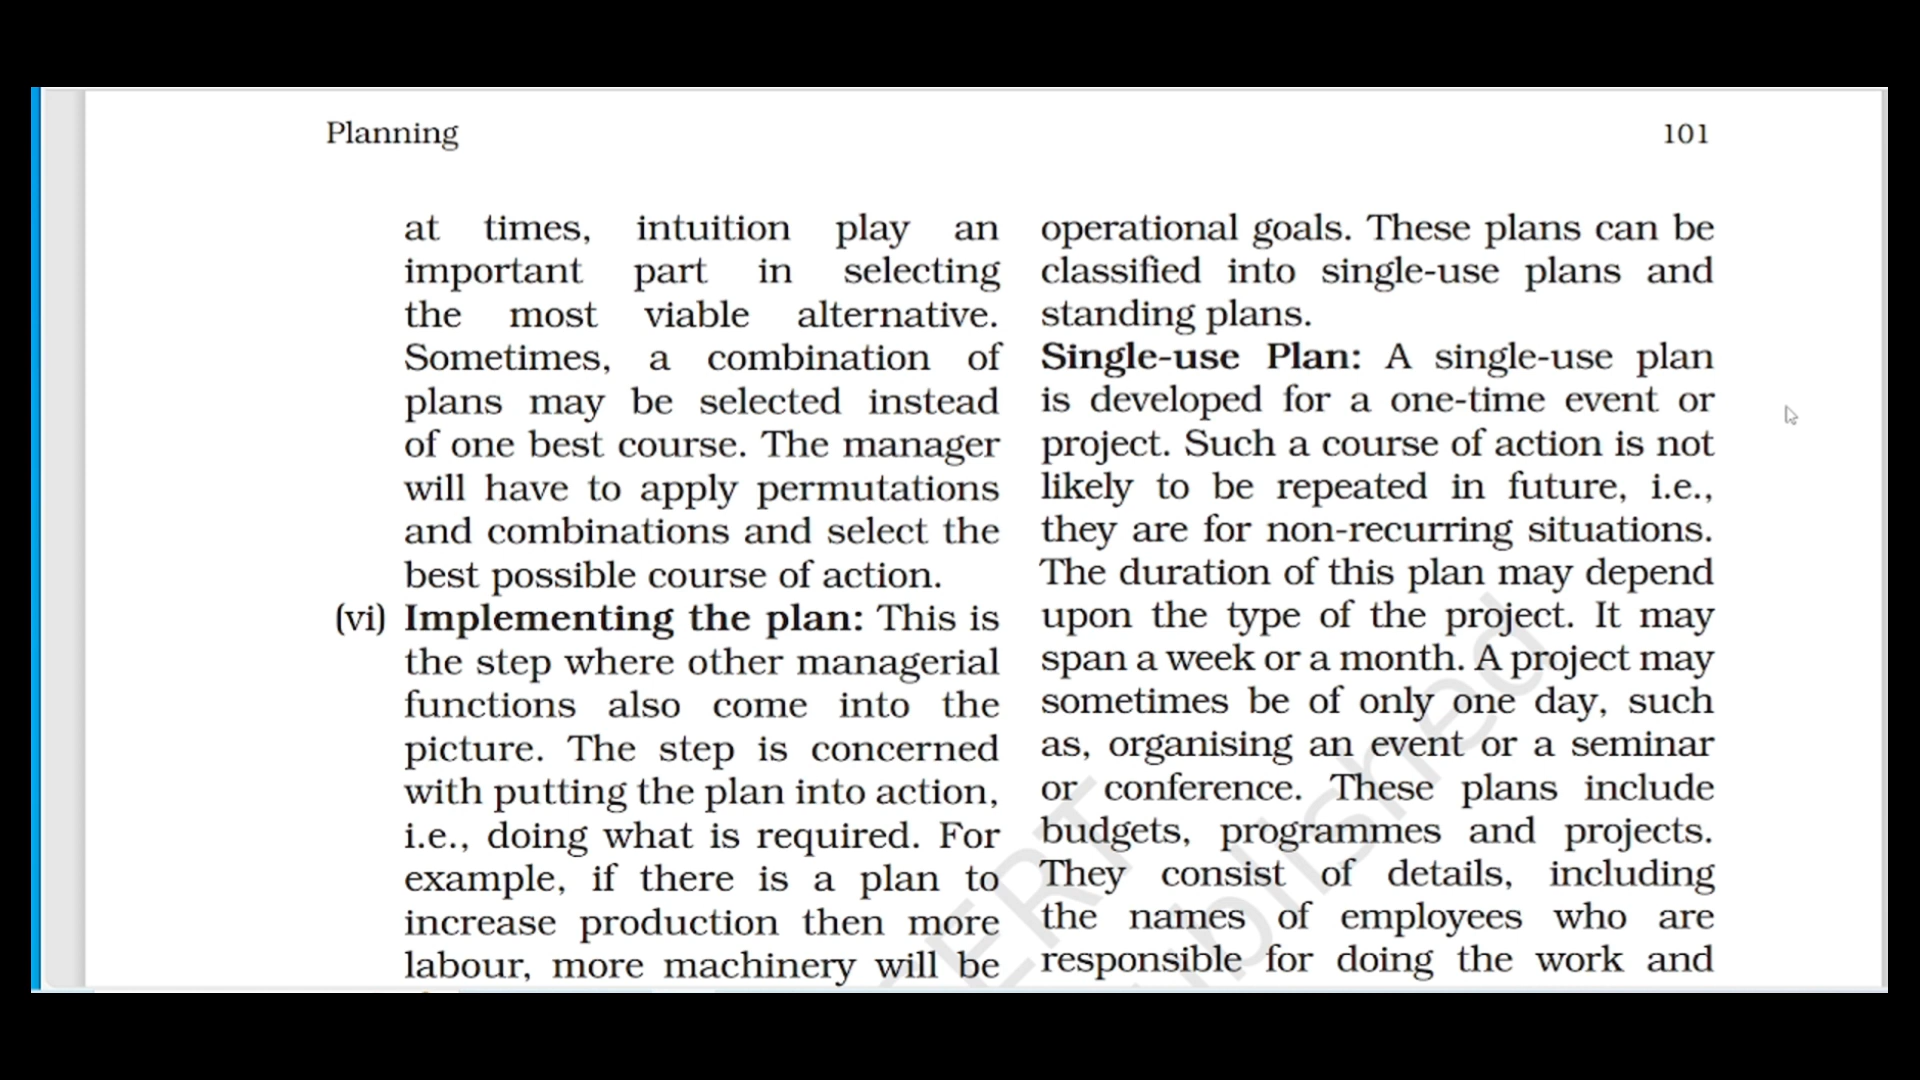 Planning
101
at times, intuition play an
important part in selecting
the most viable alternative.
Sometimes, a combination of
plans may be selected instead
of one best course. The manager
will have to apply permutations
and combinations and select the
best possible course of action.
(vi) Implementing the plan: This is
the step where other managerial
functions also come into the
picture. The step is concerned
with putting the plan into action,
i.e., doing what is required. For
example, if there is a plan to
increase production then more
labour, more machinery will be
operational goals. These plans can be
classified into single-use plans and
standing plans.
Single-use Plan: A single-use plan
is developed for a one-time event or
project. Such a course of action is not
likely to be repeated in future, i.e.,
they are for non-recurring situations.
The duration of this plan may depend
upon the type of the project. It may
span a week or a month. A project may
sometimes be of only one day, such
as, organising an event or a seminar
or conference. These plans include
budgets, programmes and projects.
They consist of details, including
the names of employees who are
responsible for doing the work and